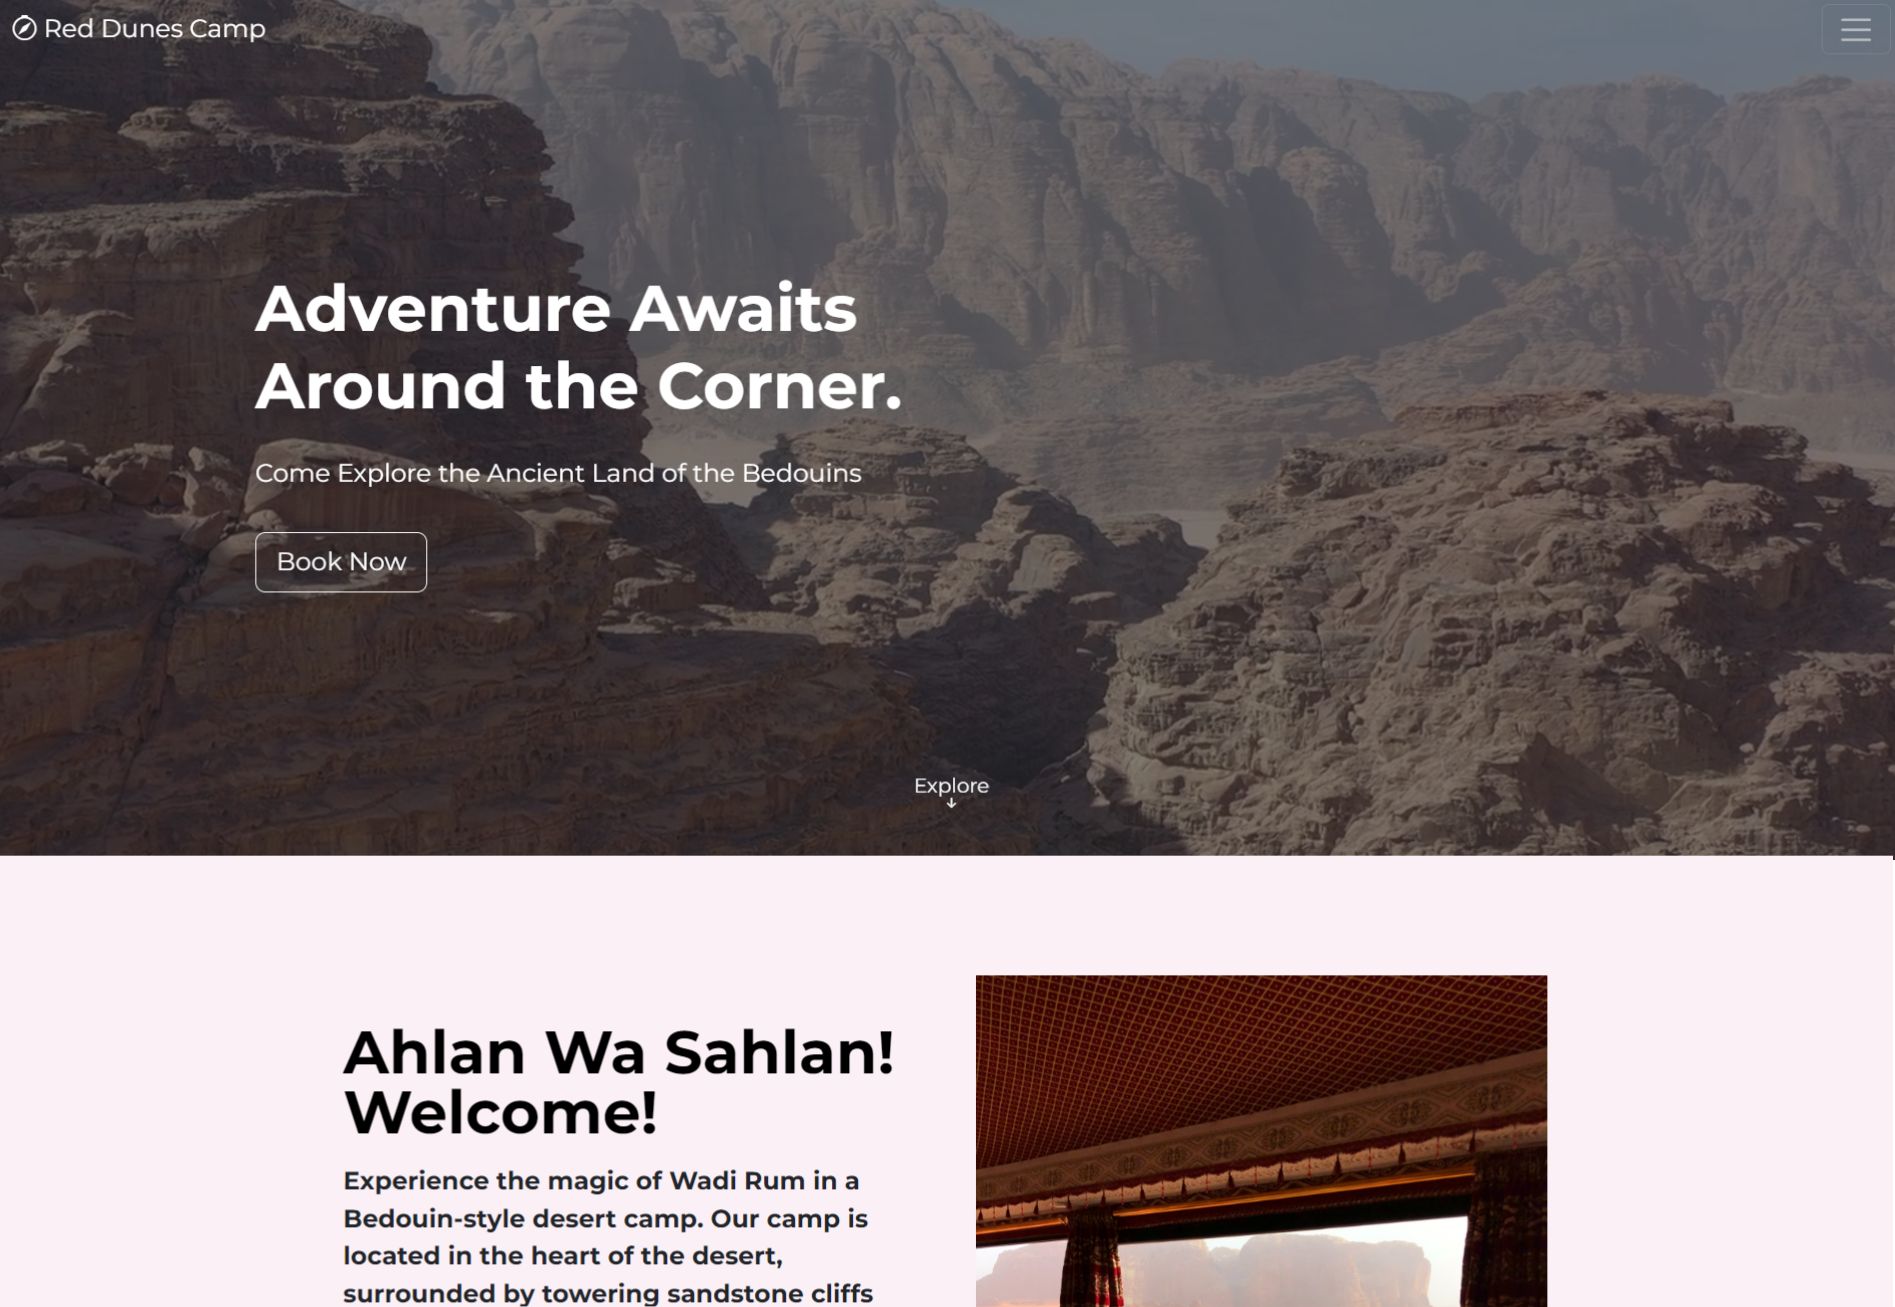 Red Dunes Camp
Adventure Awaits
Around the Corner.
Come Explore the Ancient Land of the Bedouins
Book Now
Explore
Ahlan Wa Sahlan!
Welcome!
Experience the magic of Wadi Rum in a
Bedouin-style desert camp. Our camp is
located in the heart of the desert,
surrounded by towering sandstone cliffs